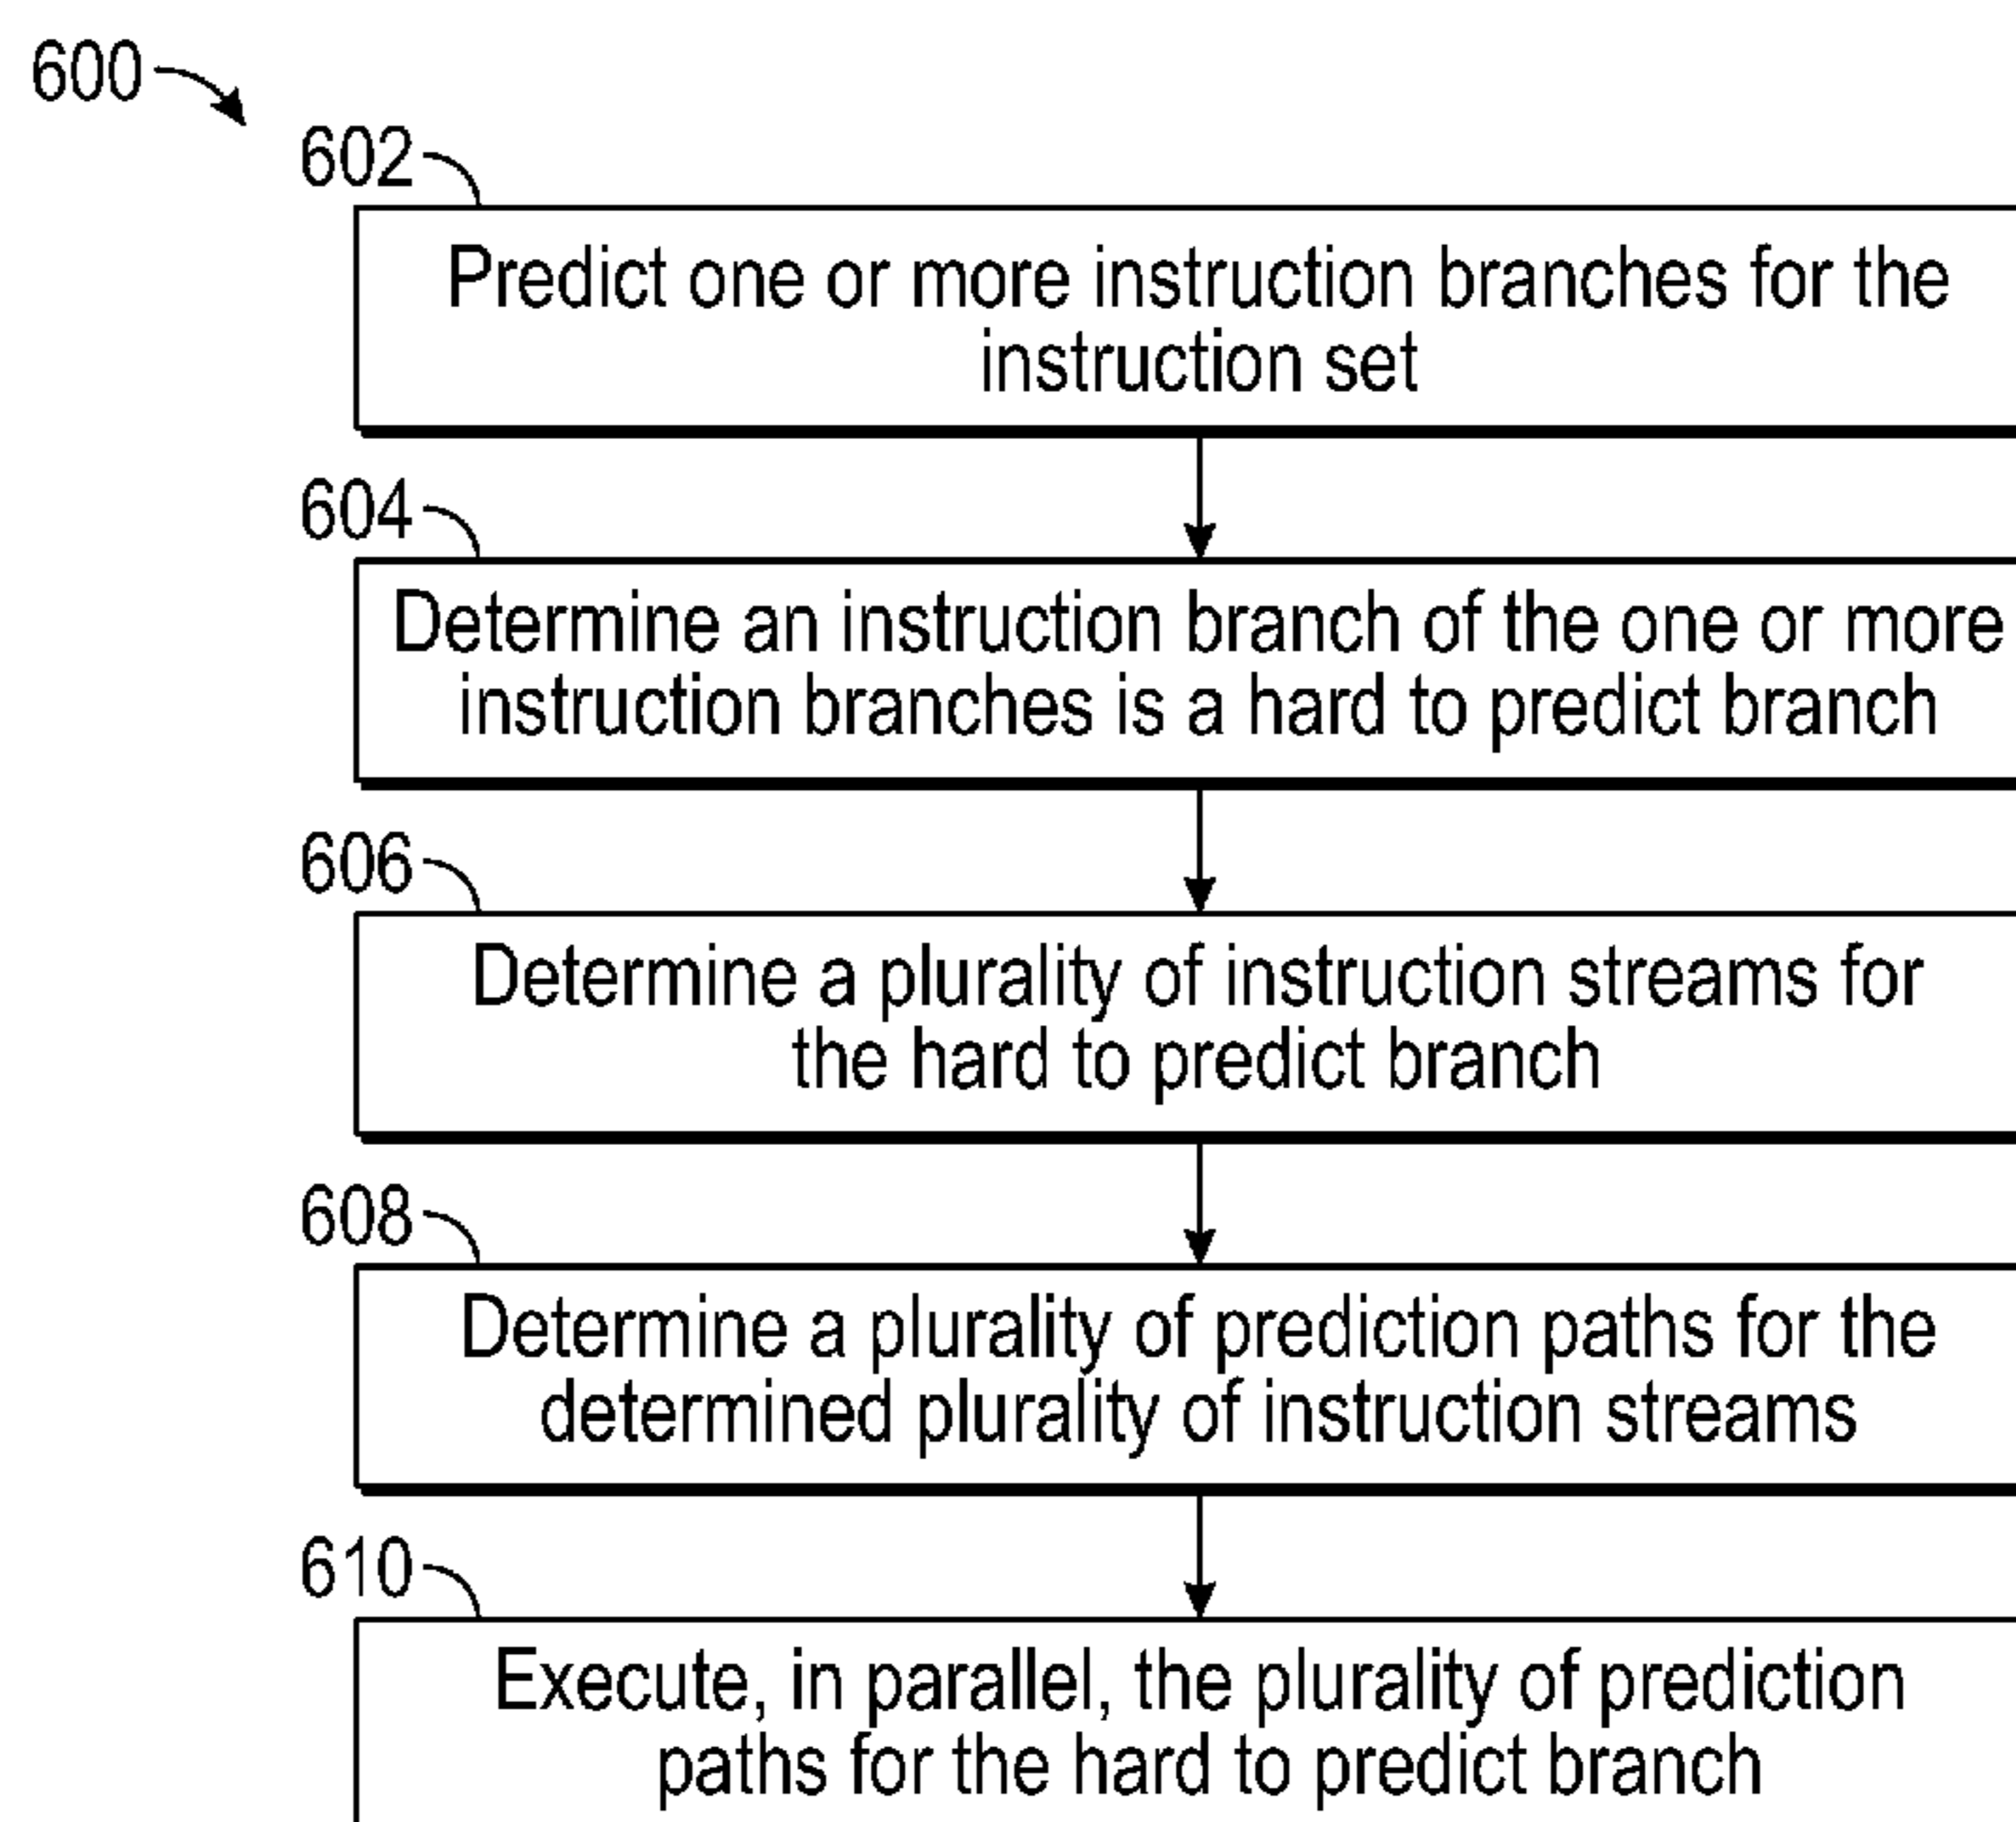 600
602
Predict one or more instruction branches for the
instruction set
604
Determine an instruction branch of the one or more
instruction branches is a hard to predict branch
606
Determine a plurality of instruction streams for
the hard to predict branch
608
Determine a plurality of prediction paths for the
determined plurality of instruction streams
610
Execute, in parallel, the plurality of prediction
paths for the hard to predict branch